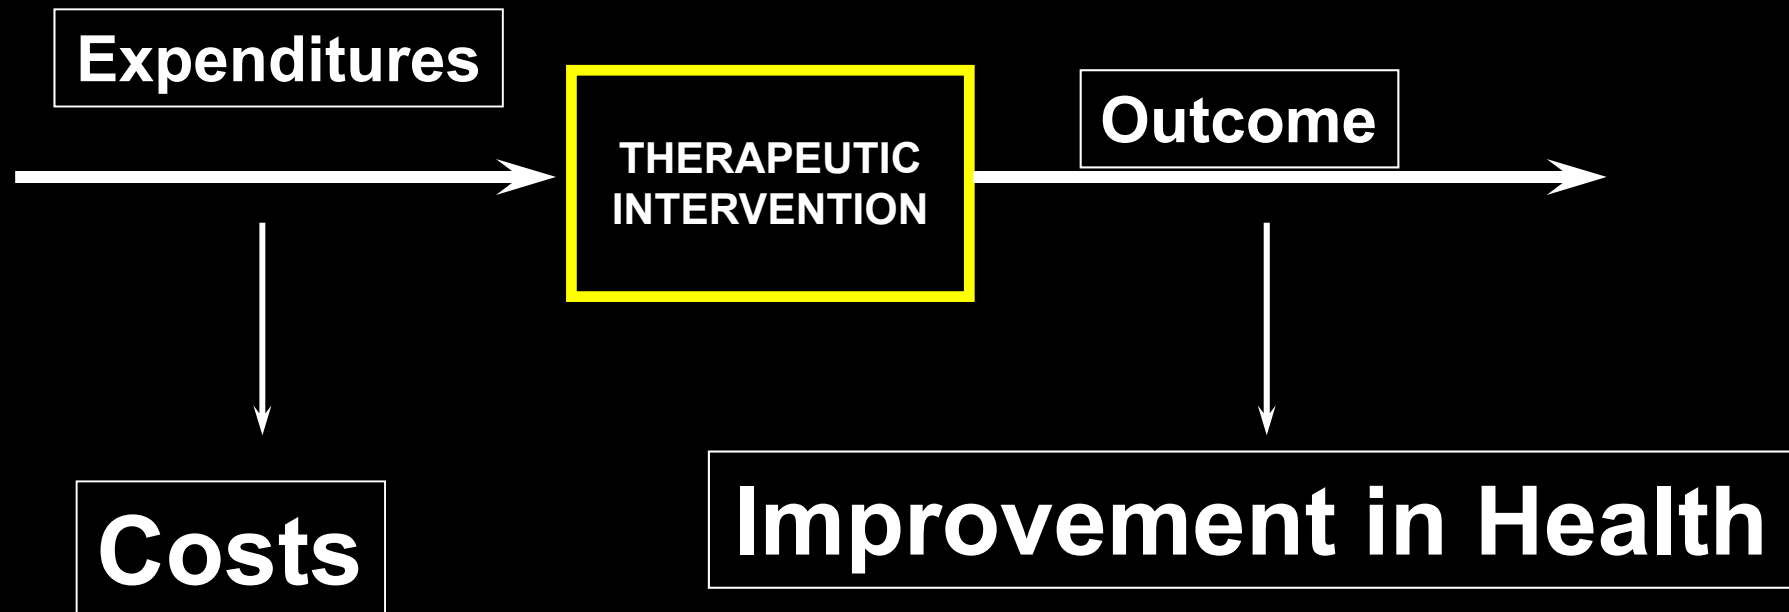 Expenditures
Outcome
THERAPEUTIC
INTERVENTION
Costs
Improvement in Health